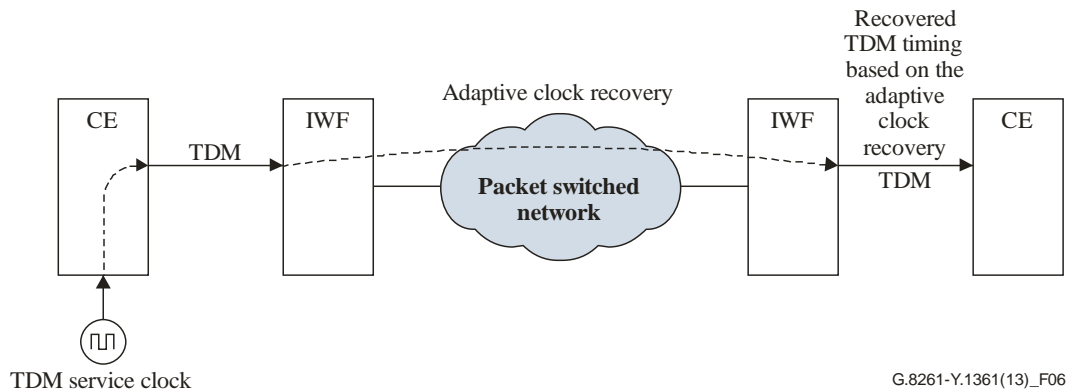 Recovered
TDM timing
based on the
adaptive
clock
recovery
TDM
Adaptive clock recovery
CE
IWF
IWF
CE
TDM
Packet switched
network
TDM service clock
G.8261-Y.1361(13)_F06